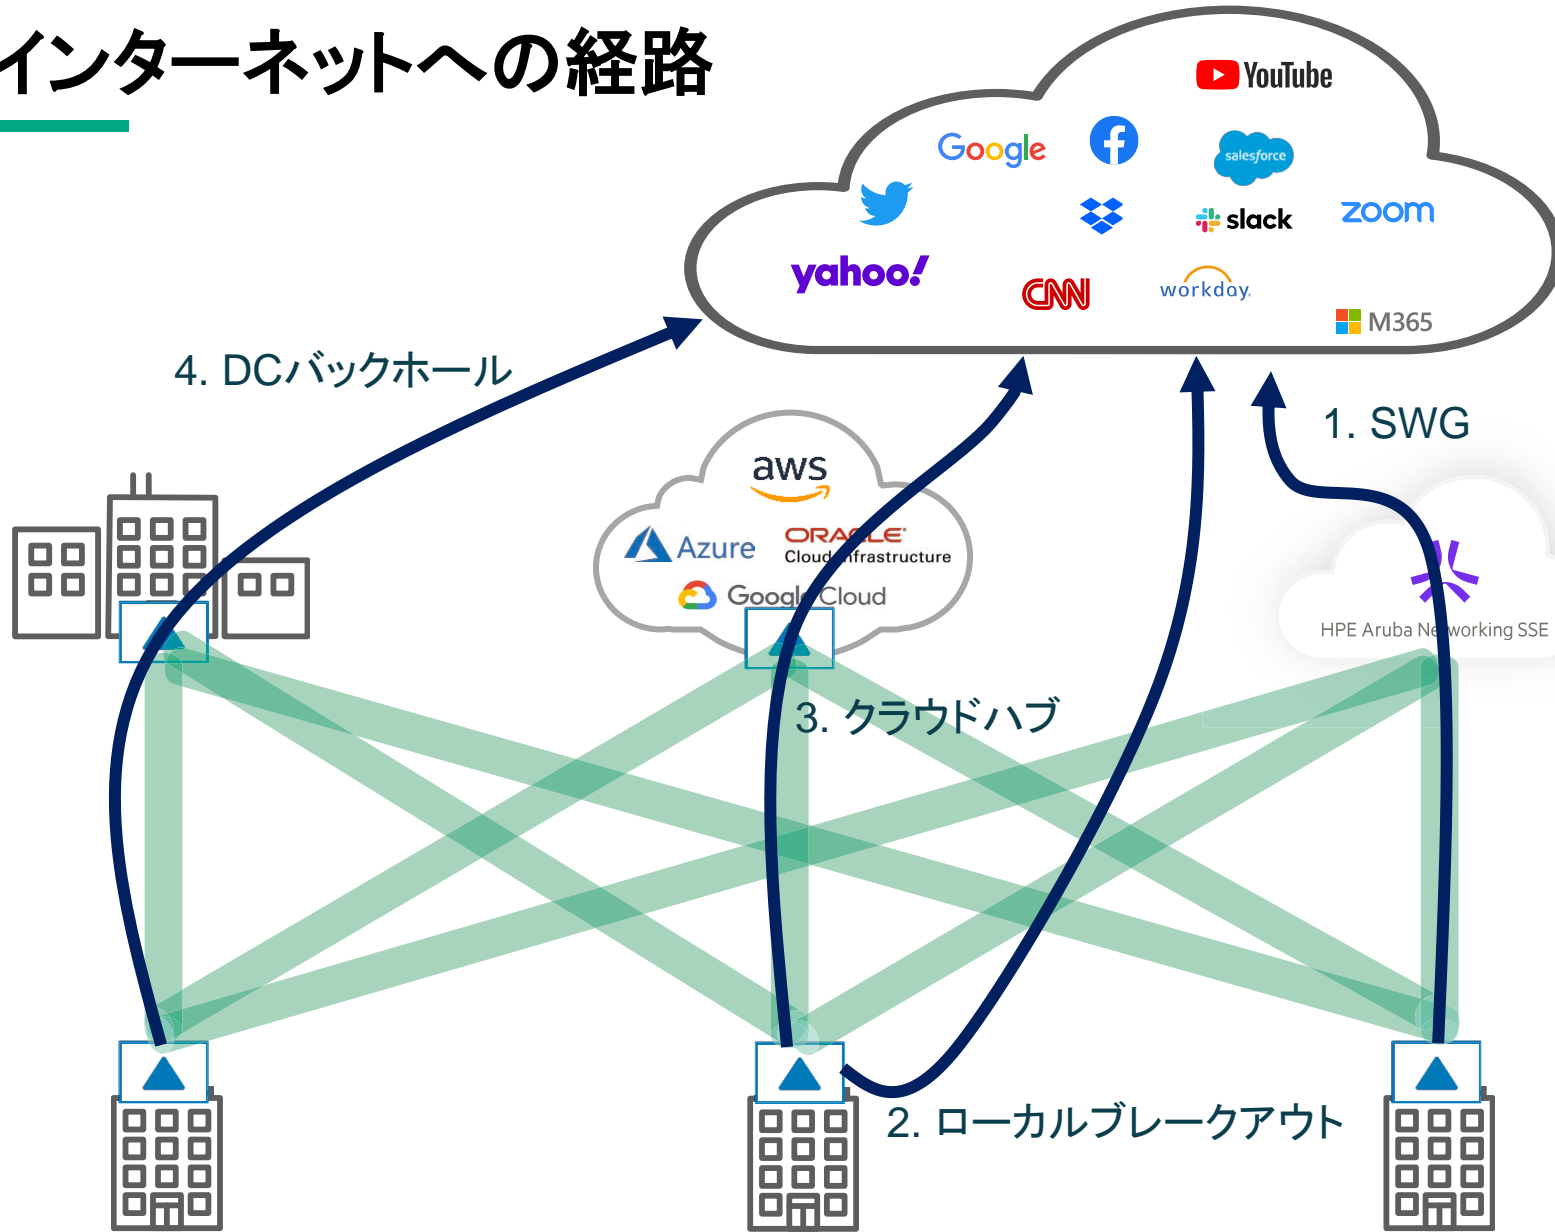 インターネットへの経路
YouTube
Google
salesforce
slack
zoom
yahoo!
CNN
workday.
M365
4. DCバックホール
1. SWG
aws
Azure
ORACLE
Cloud Infrastructure
Google Cloud
HPE Aruba Networking SSE
3. クラウドハブ
2. ローカルブレークアウト